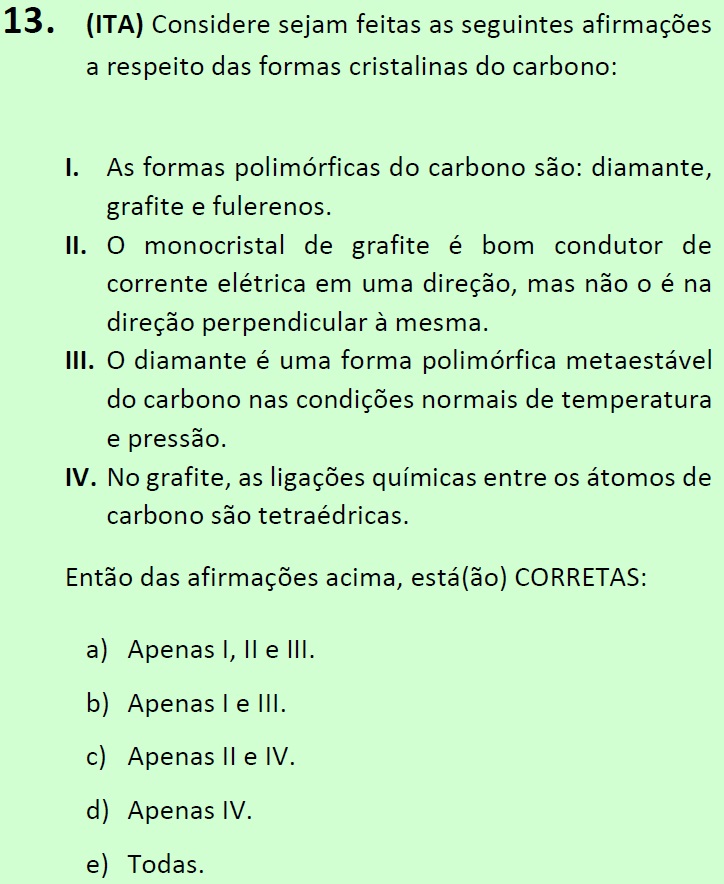 13. (ITA) Considere sejam feitas as seguintes afirmações
a respeito das formas cristalinas do carbono:
I. As formas polimórficas do carbono são: diamante,
grafite e fulerenos.
II. O monocristal de grafite é bom condutor de
corrente elétrica em uma direção, mas não o é na
direção perpendicular à mesma.
III. O diamante é uma forma polimórfica metaestável
do carbono nas condições normais de temperatura
e pressão.
IV. No grafite, as ligações químicas entre os átomos de
carbono são tetraédricas.
Então das afirmações acima, está(ão) CORRETAS:
a) Apenas I, II e III.
b) Apenas I e III.
c) Apenas II e IV.
d) Apenas IV.
e) Todas.